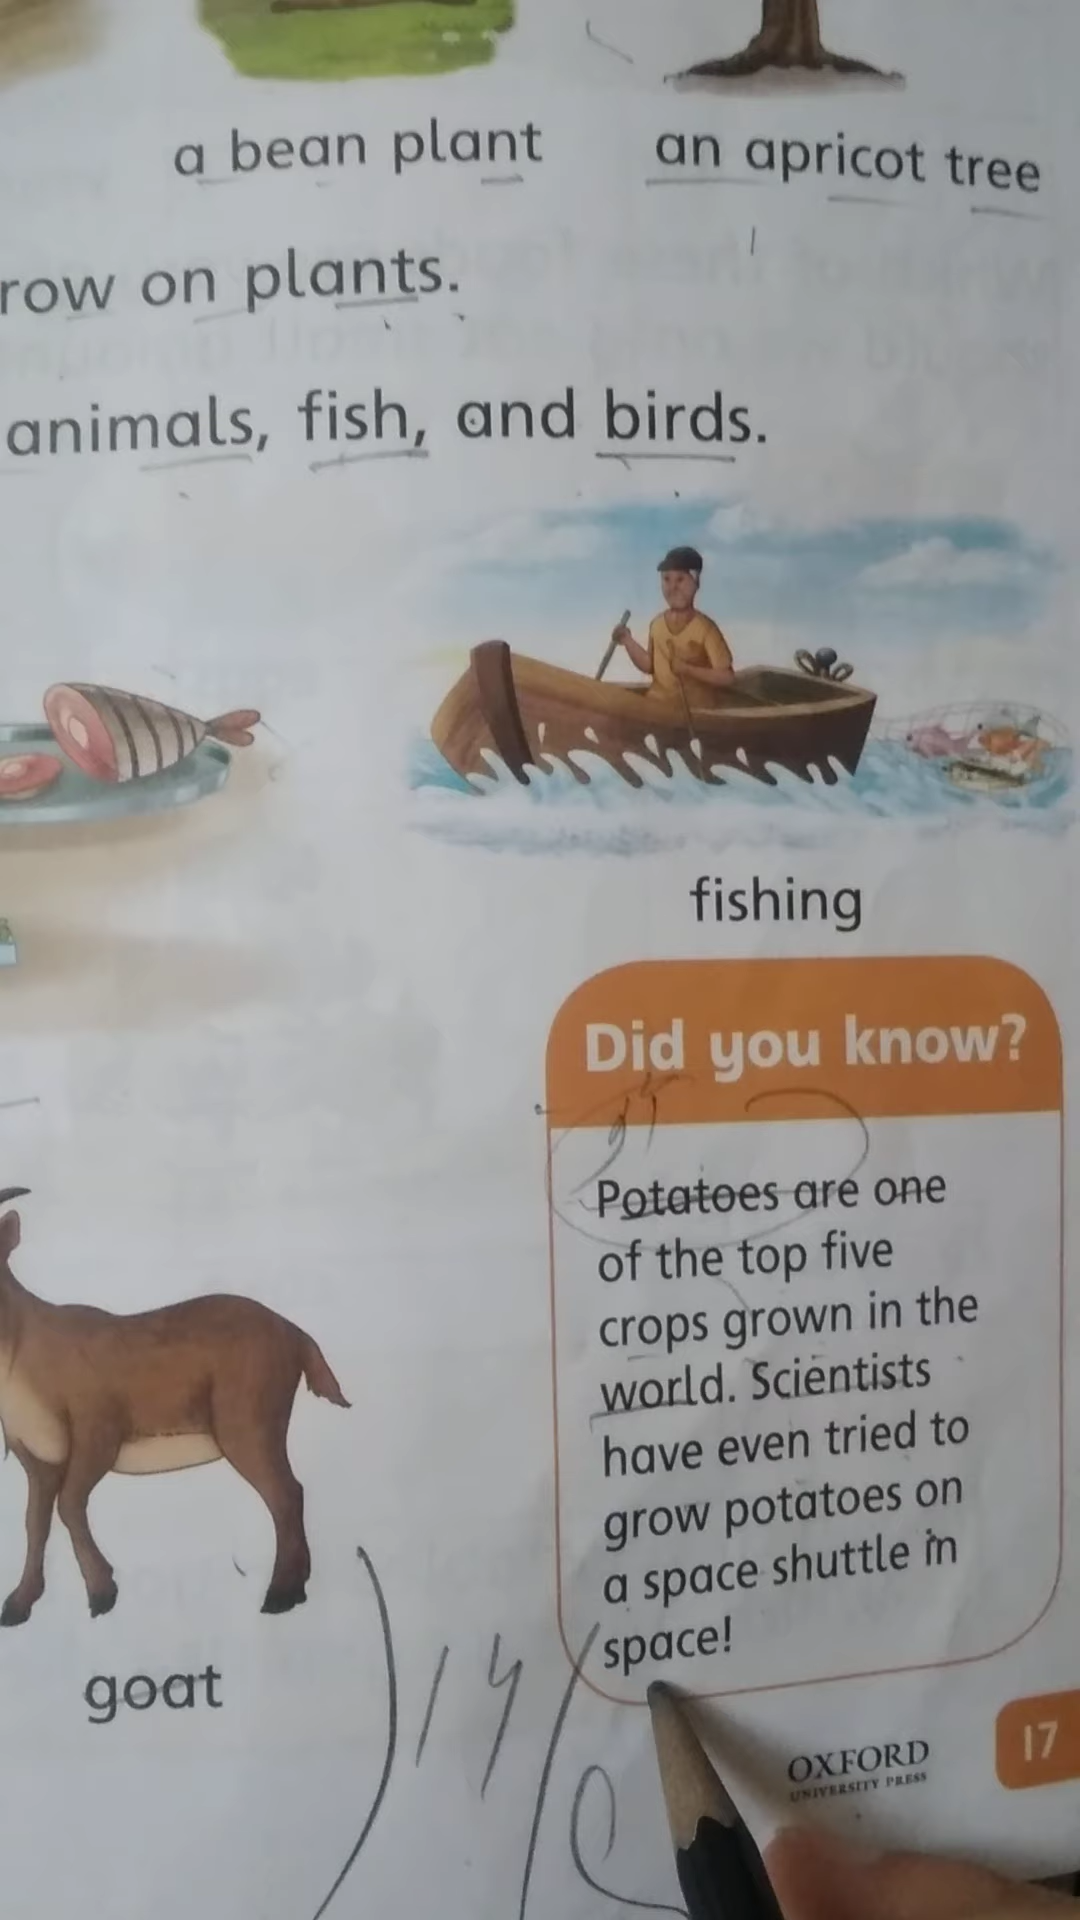 a bean plant
an apricot tree
row on plants.
animals, fish, and birds.
fishing
Did you know?
Potatoes are one
of the top five
crops grown in the
world. Scientists
have even tried to
grow potatoes on
a space shuttle in
space!
goat
14/
OXFORD
UNIVERSITY PRESS
17